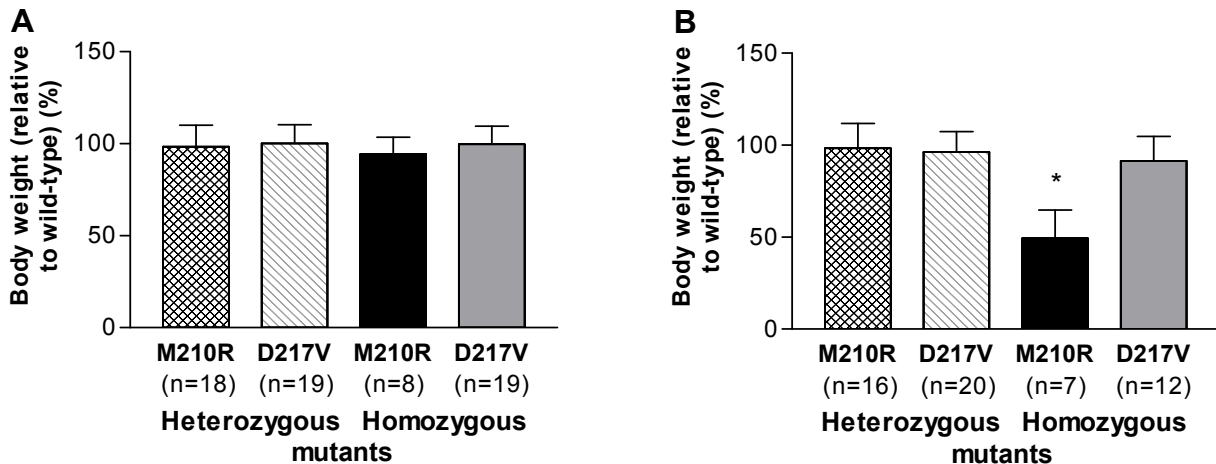 A
Body weight (relative
to wild-type) (%)
150
100
50
0
M210R D217V M210R D217V
(n=18) (n=19) (n=8) (n=19)
Heterozygous Homozygous
mutants
B
Body weight (relative
to wild-type) (%)
150
100
50
0
*
M210R D217V M210R D217V
(n=16) (n=20) (n=7) (n=12)
Heterozygous Homozygous
mutants